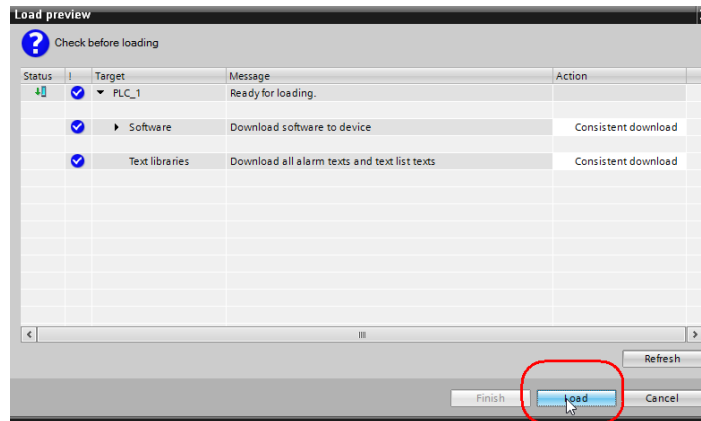 Load preview
Check before loading
Status ! Target Message Action
PLC_1 Ready for loading.
Software Download software to device Consistent download
Text libraries Download all alarm texts and text list texts Consistent download
Refresh
Finish Load Cancel